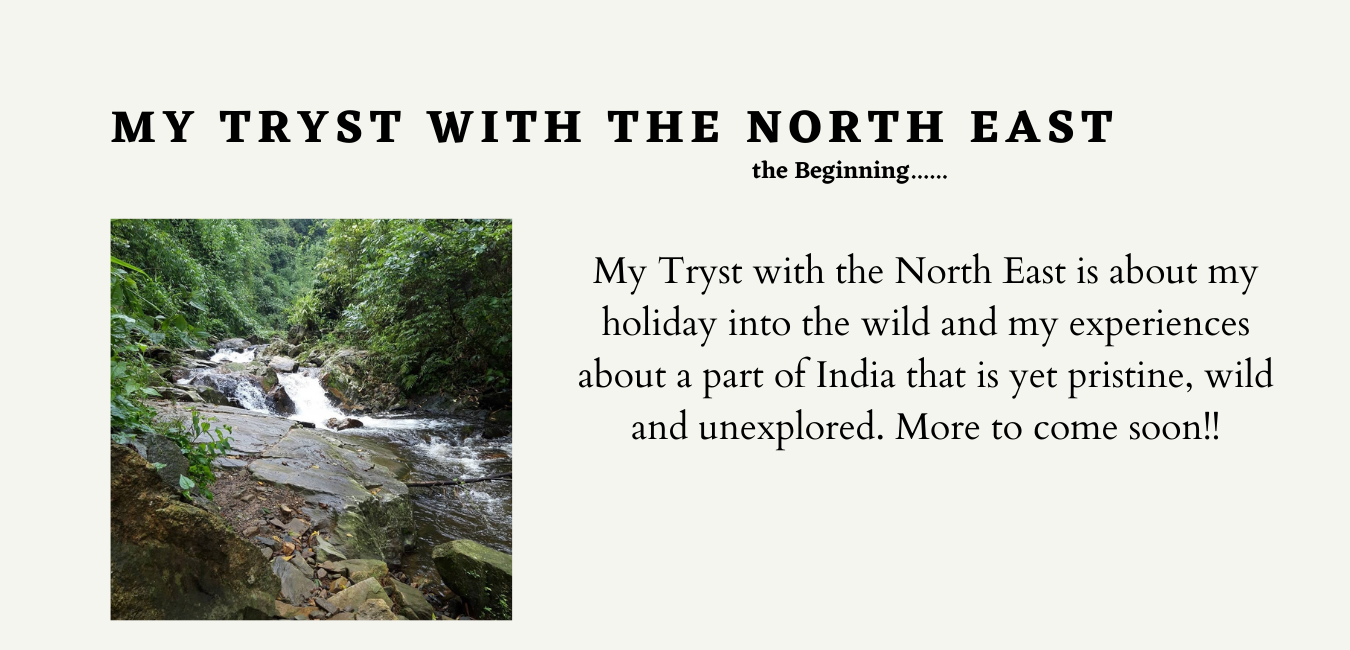 MY TRYST WITH THE NORTH EAST
the Beginning......
My Tryst with the North East is about my
holiday into the wild and my experiences
about a part of India that is yet pristine, wild
and unexplored. More to come soon!!